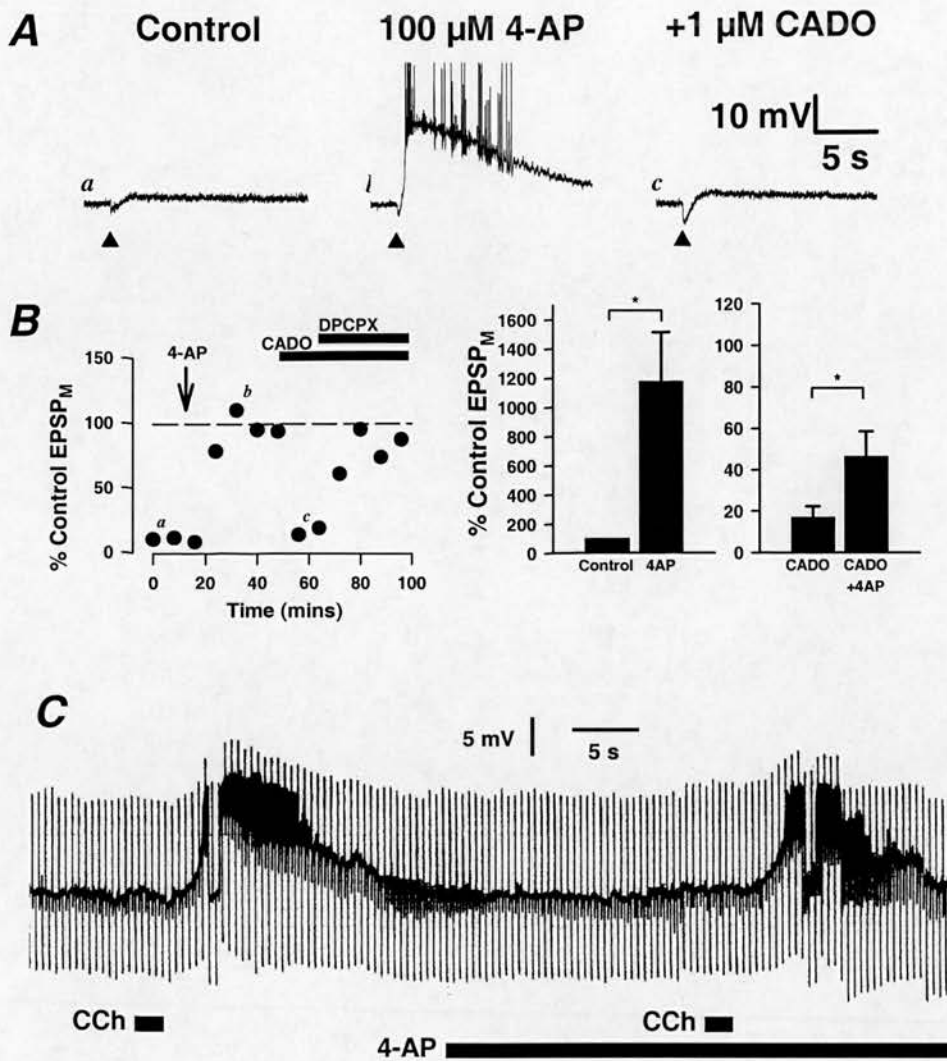 A
Control
100 µM 4-AP
+1 µM CADO
10 mV
5 s
a
l
c
B
% Control EPSP_M
150
100
50
0
4-AP
CADO
DPCPX
a
b
c
0 20 40 60 80 100
Time (mins)
% Control EPSP_M
1600
1400
1200
1000
800
600
400
200
0
*
Control 4AP
120
100
80
60
40
20
0
*
CADO CADO
+4AP
C
5 mV
5 s
CCh
CCh
4-AP